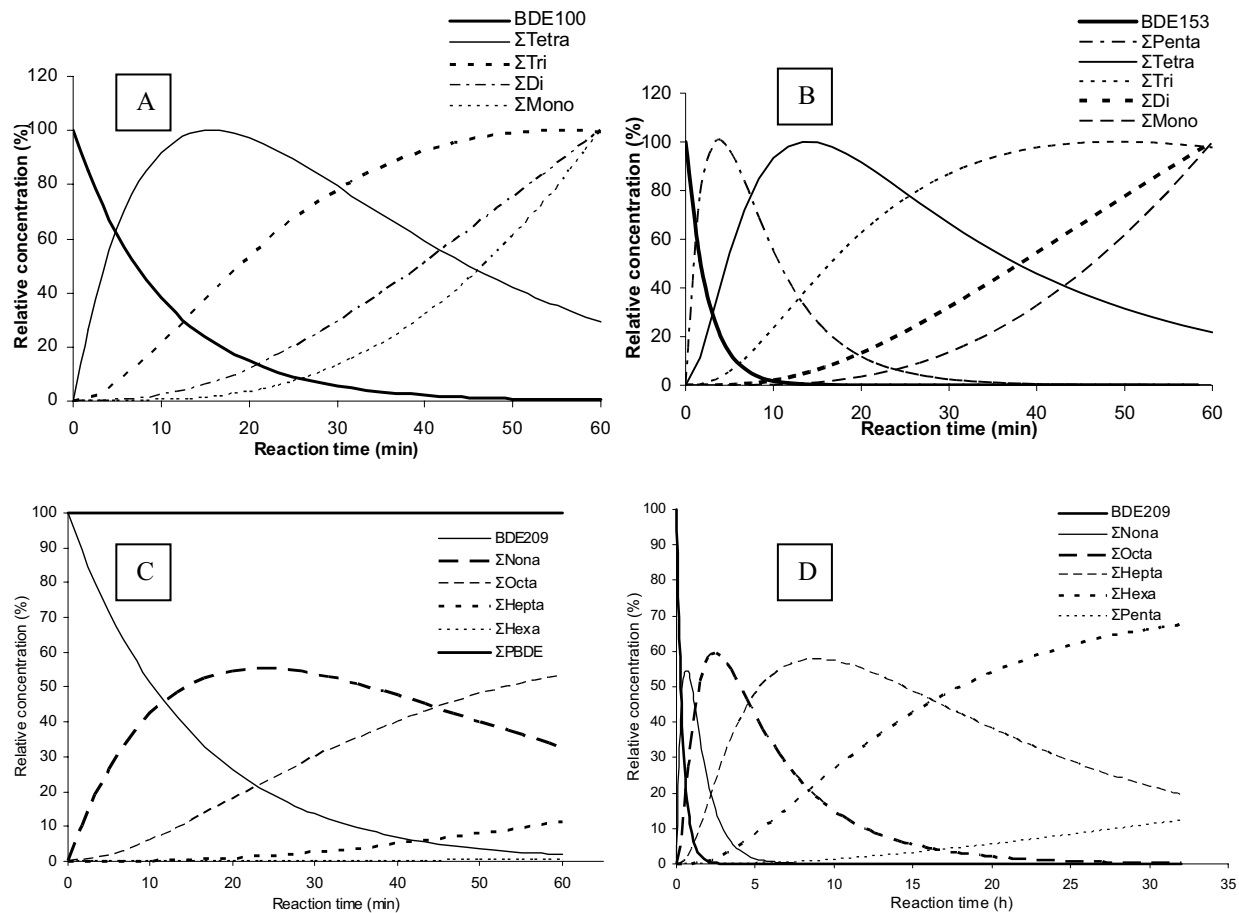 BDE100
ΣTetra
ΣTri
ΣDi
ΣMono
A
120
100
80
60
40
20
0
Relative concentration (%)
0 10 20 30 40 50 60
Reaction time (min)
BDE153
ΣPenta
ΣTetra
ΣTri
ΣDi
ΣMono
B
120
100
80
60
40
20
0
Relative concentration (%)
0 10 20 30 40 50 60
Reaction time (min)
BDE209
ΣNona
ΣOcta
ΣHepta
ΣHexa
ΣPBDE
C
100
90
80
70
60
50
40
30
20
10
0
Relative concentration (%)
0 10 20 30 40 50 60
Reaction time (min)
BDE209
ΣNona
ΣOcta
ΣHepta
ΣHexa
ΣPenta
D
100
90
80
70
60
50
40
30
20
10
0
Relative concentration (%)
0 5 10 15 20 25 30 35
Reaction time (h)